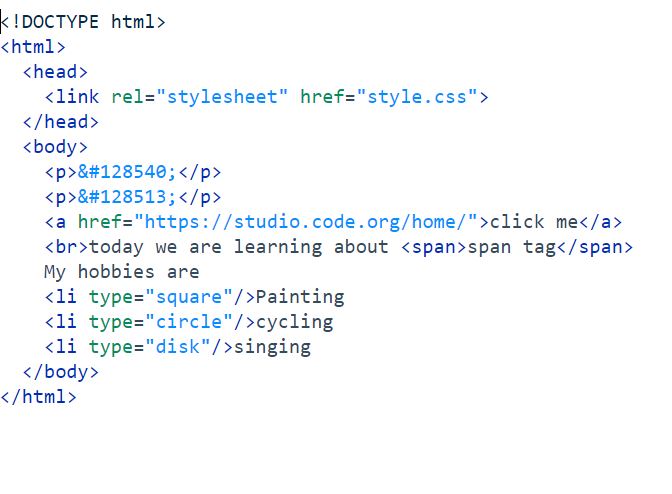 <!DOCTYPE html>
<html>
  <head>
    <link rel="stylesheet" href="style.css">
  </head>
  <body>
    <p>&#128540;</p>
    <p>&#128513;</p>
    <a href="https://studio.code.org/home/">click me</a>
    <br>today we are learning about <span>span tag</span>
    My hobbies are
    <li type="square"/>Painting
    <li type="circle"/>cycling
    <li type="disk"/>singing
  </body>
</html>